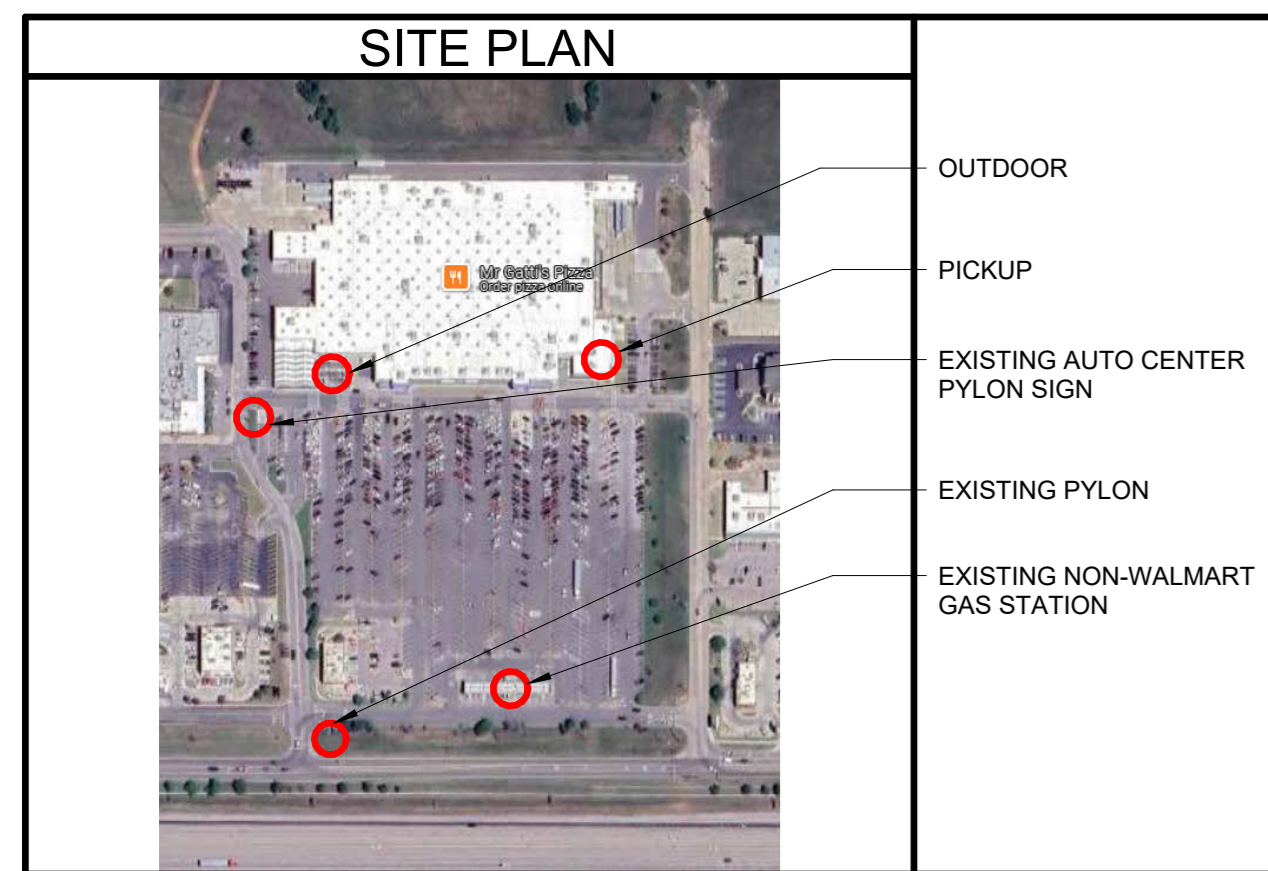 SITE PLAN
Mr Gatti's Pizza
Order pizza online
OUTDOOR
PICKUP
EXISTING AUTO CENTER
PYLON SIGN
EXISTING PYLON
EXISTING NON-WALMART
GAS STATION